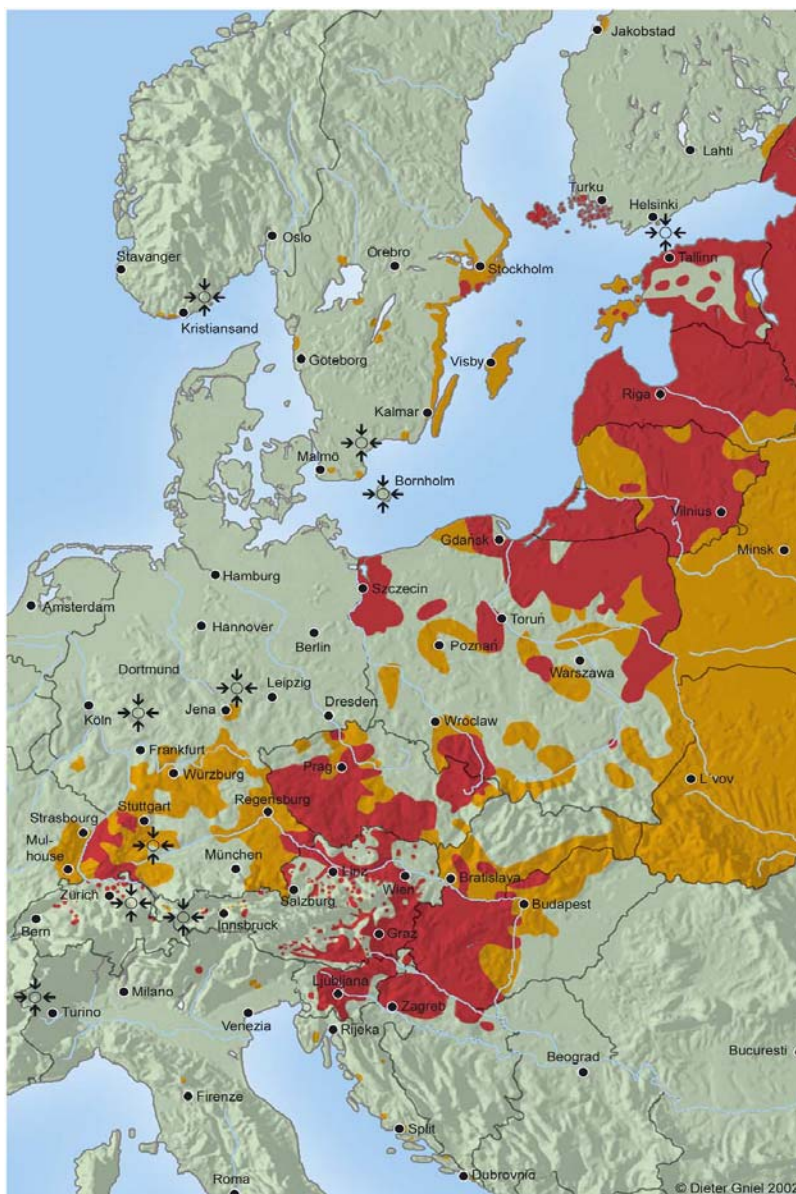 Jakobstad
Lahti
Turku
Helsinki
Oslo
Tallinn
Stavanger
Örebro
Stockholm
Kristiansand
Göteborg
Visby
Riga
Kalmar
Malmö
Bornholm
Vilnius
Gdańsk
Minsk
Hamburg
Szczecin
Amsterdam
Toruń
Hannover
Berlin
Poznań
Warszawa
Dortmund
Leipzig
Köln
Jena
Dresden
Wroclaw
Frankfurt
Prag
L´vov
Würzburg
Regensburg
Stuttgart
Strasbourg
Mul-
house
München
Linz
Wien
Bratislava
Zürich
Salzburg
Budapest
Bern
Innsbruck
Graz
Milano
Ljubljana
Turino
Venezia
Zagreb
Rijeka
Bucuresti
Beograd
Firenze
Split
Roma
Dubrovnic
© Dieter Gniel 2002